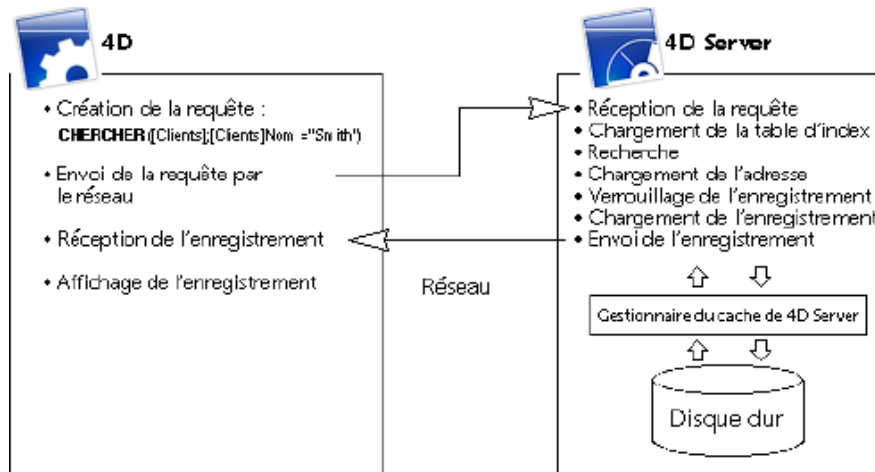 4D
• Création de la requête :
CHERCHER([Clients];[Clients]Nom ="Smith")
• Envoi de la requête par
le réseau
• Réception de l'enregistrement
• Affichage de l'enregistrement
Réseau
4D Server
• Réception de la requête
• Chargement de la table d'index
• Recherche
• Chargement de l'adresse
• Verrouillage de l'enregistrement
• Chargement de l'enregistrement
• Envoi de l'enregistrement
Gestionnaire du cache de 4D Server
Disque dur